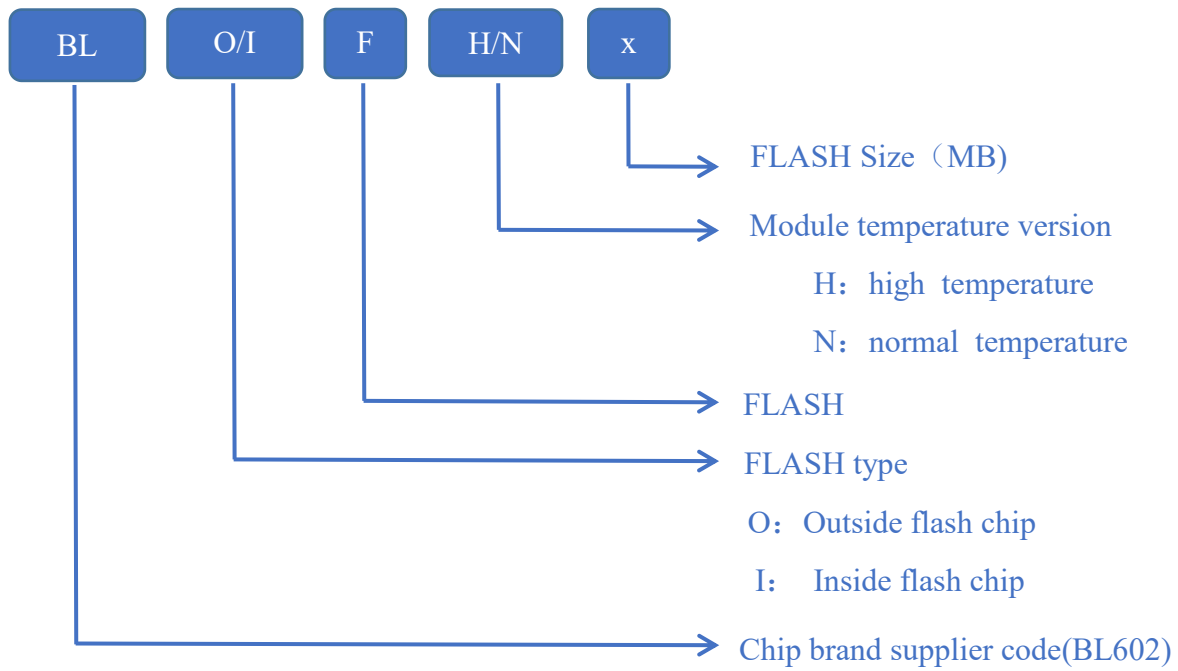 BL O/I F H/N x
FLASH Size（MB)
Module temperature version
H： high temperature
N： normal temperature
FLASH
FLASH type
O： Outside flash chip
I： Inside flash chip
Chip brand supplier code(BL602)